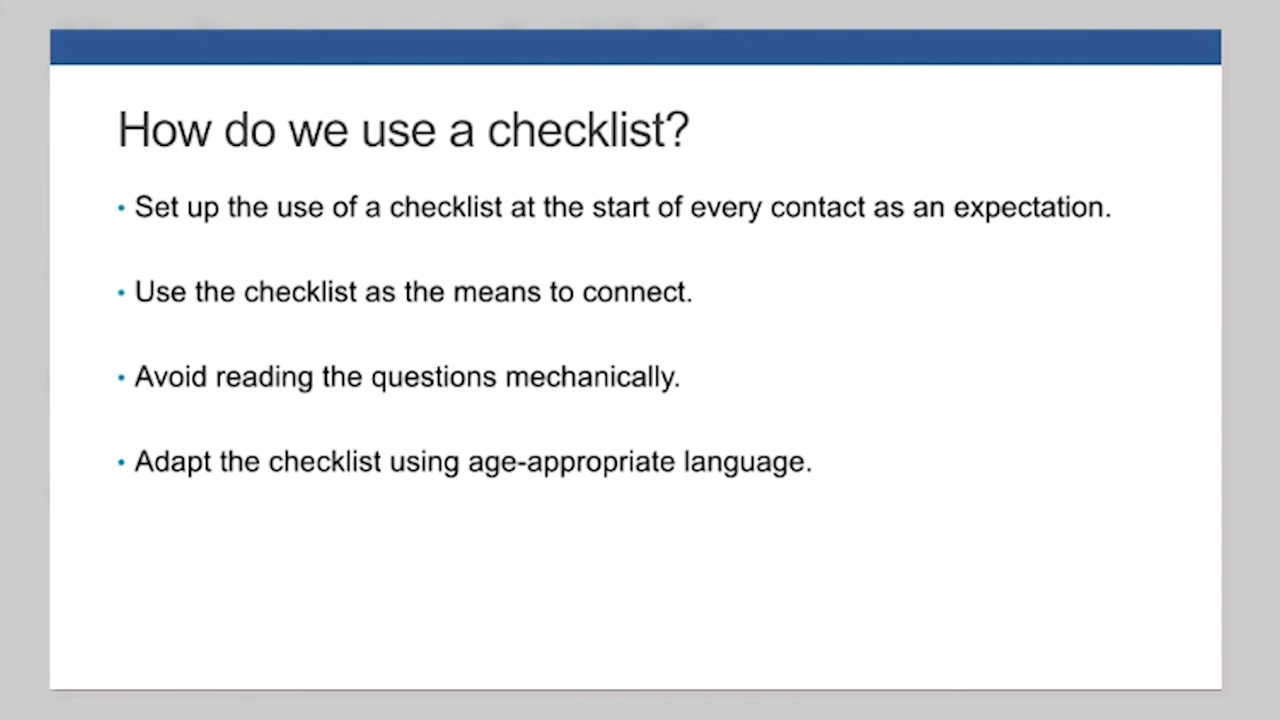 How do we use a checklist?
• Set up the use of a checklist at the start of every contact as an expectation.
• Use the checklist as the means to connect.
• Avoid reading the questions mechanically.
• Adapt the checklist using age-appropriate language.